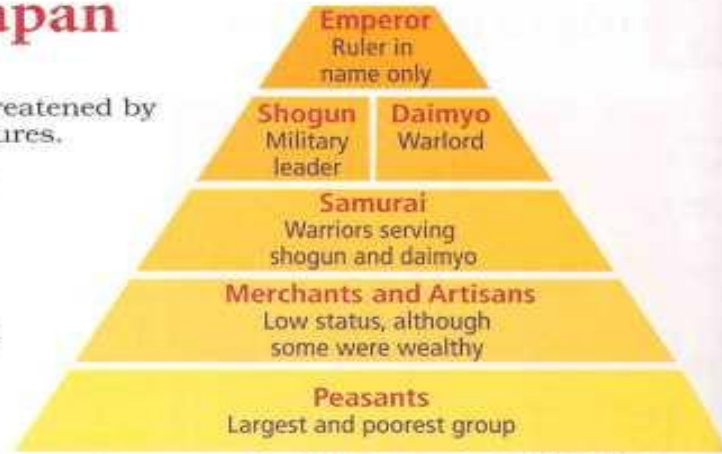 apan
reatened by
ures.
Emperor
Ruler in
name only
Shogun
Military
leader
Daimyo
Warlord
Samurai
Warriors serving
shogun and daimyo
Merchants and Artisans
Low status, although
some were wealthy
Peasants
Largest and poorest group